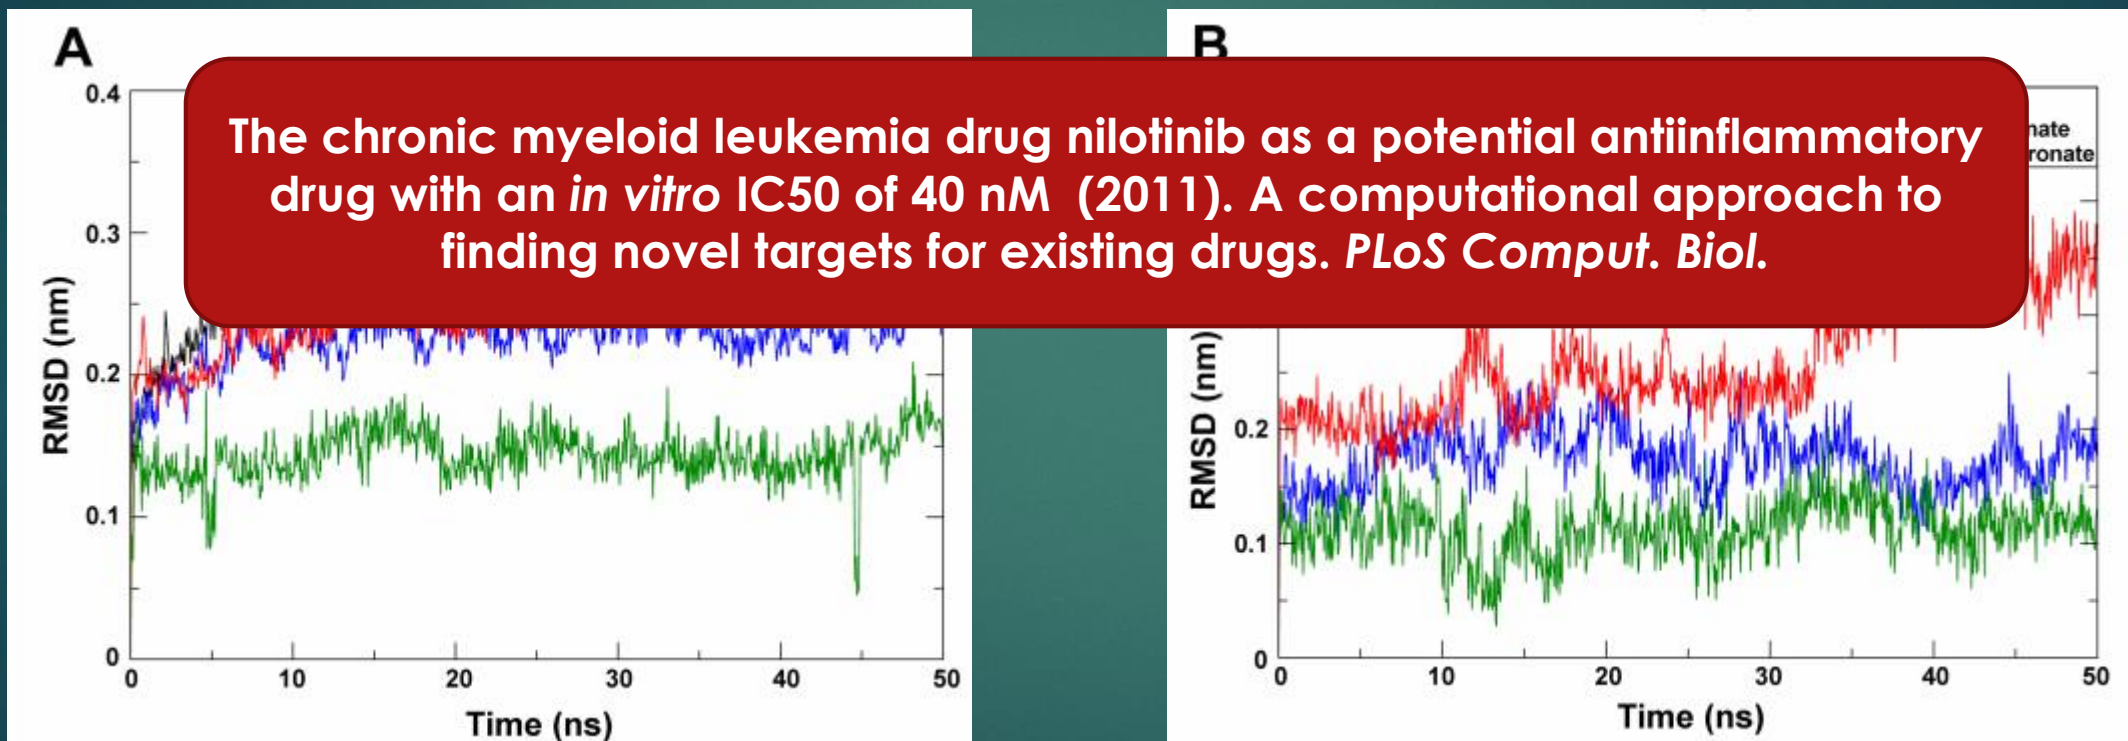 A
B
The chronic myeloid leukemia drug nilotinib as a potential antiinflammatory
drug with an in vitro IC50 of 40 nM (2011). A computational approach to
finding novel targets for existing drugs. PLoS Comput. Biol.
0.4
0.3
0.2
0.1
0
RMSD (nm)
0 10 20 30 40 50
Time (ns)
nate
ronate
0.2
0.1
0
RMSD (nm)
0 10 20 30 40 50
Time (ns)